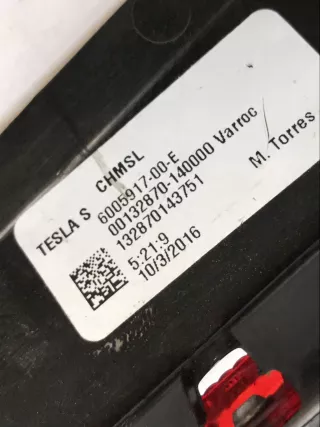 TESLA S CHMSL
6005917-00-E
00132870-140000 Varroc
132870143751
5:21:9
10/3/2016
M. Torres